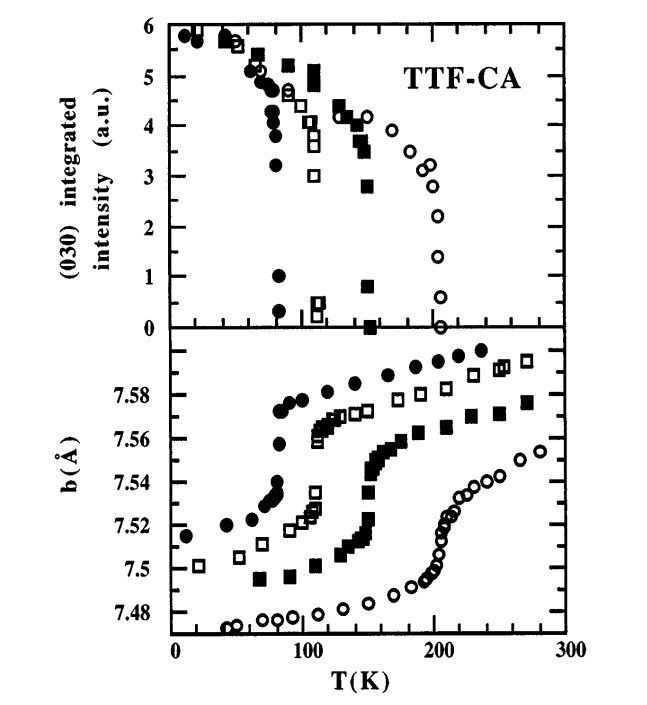 6
5
4
3
2
1
0
(030) integrated
intensity (a.u.)
TTF-CA
7.58
7.56
7.54
7.52
7.5
7.48
b(Å)
0 100 200 300
T(K)